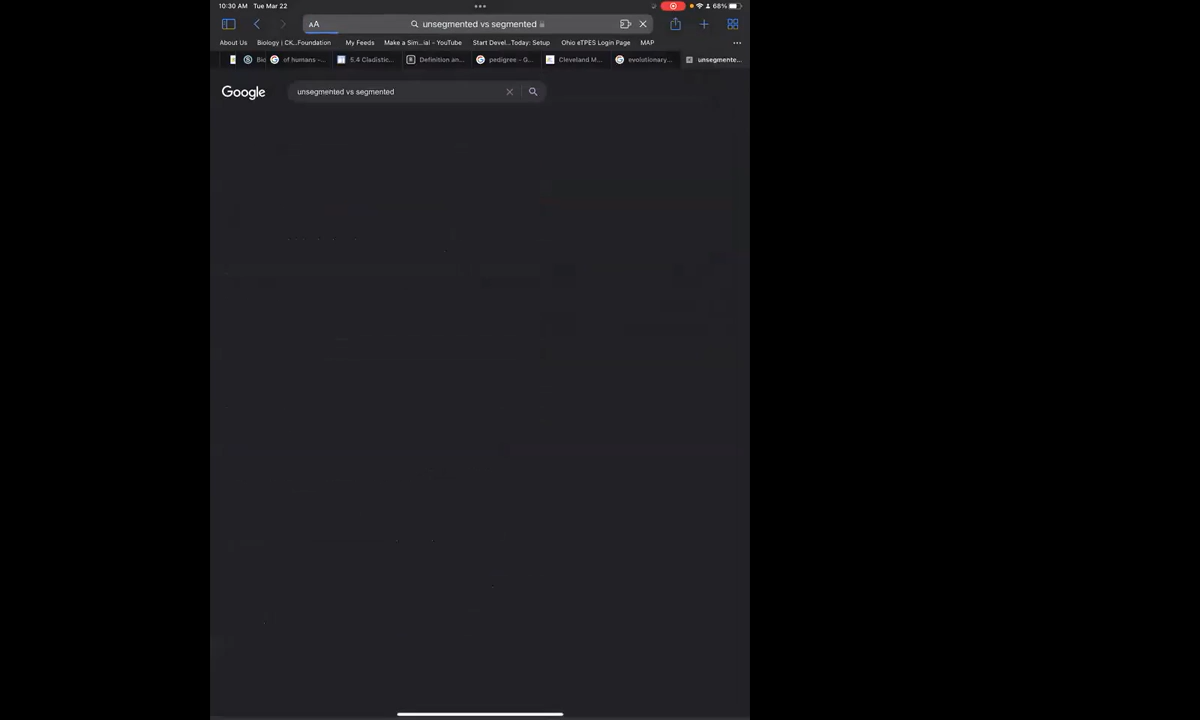 10:30 AM Tue Mar 22
68%
AA
unsegmented vs segmented
About Us Biology | CK...Foundation My Feeds Make a Sim...ial – YouTube Start Devel...Today: Setup Ohio eTPES Login Page MAP
of humans –... 5.4 Cladistic... Definition an... pedigree – G... Cleveland M... evolutionary... unsegmente...
Google unsegmented vs segmented